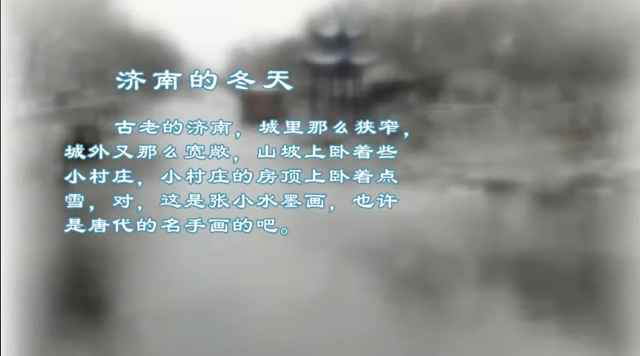 济南的冬天
古老的济南，城里那么狭窄，
城外又那么宽敞，山坡上卧着些
小村庄，小村庄的房顶上卧着点
雪，对，这是张小水墨画，也许
是唐代的名手画的吧。